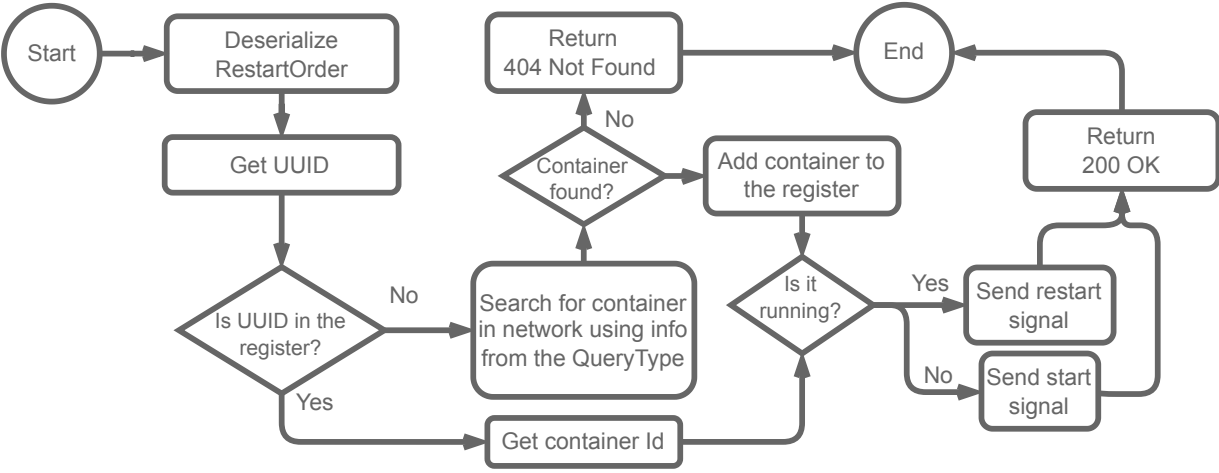 Start
Deserialize
RestartOrder
Get UUID
Is UUID in the
register?
No
Yes
Search for container
in network using info
from the QueryType
Container
found?
No
Return
404 Not Found
End
Add container to
the register
Get container Id
Is it
running?
Yes
No
Send restart
signal
Send start
signal
Return
200 OK